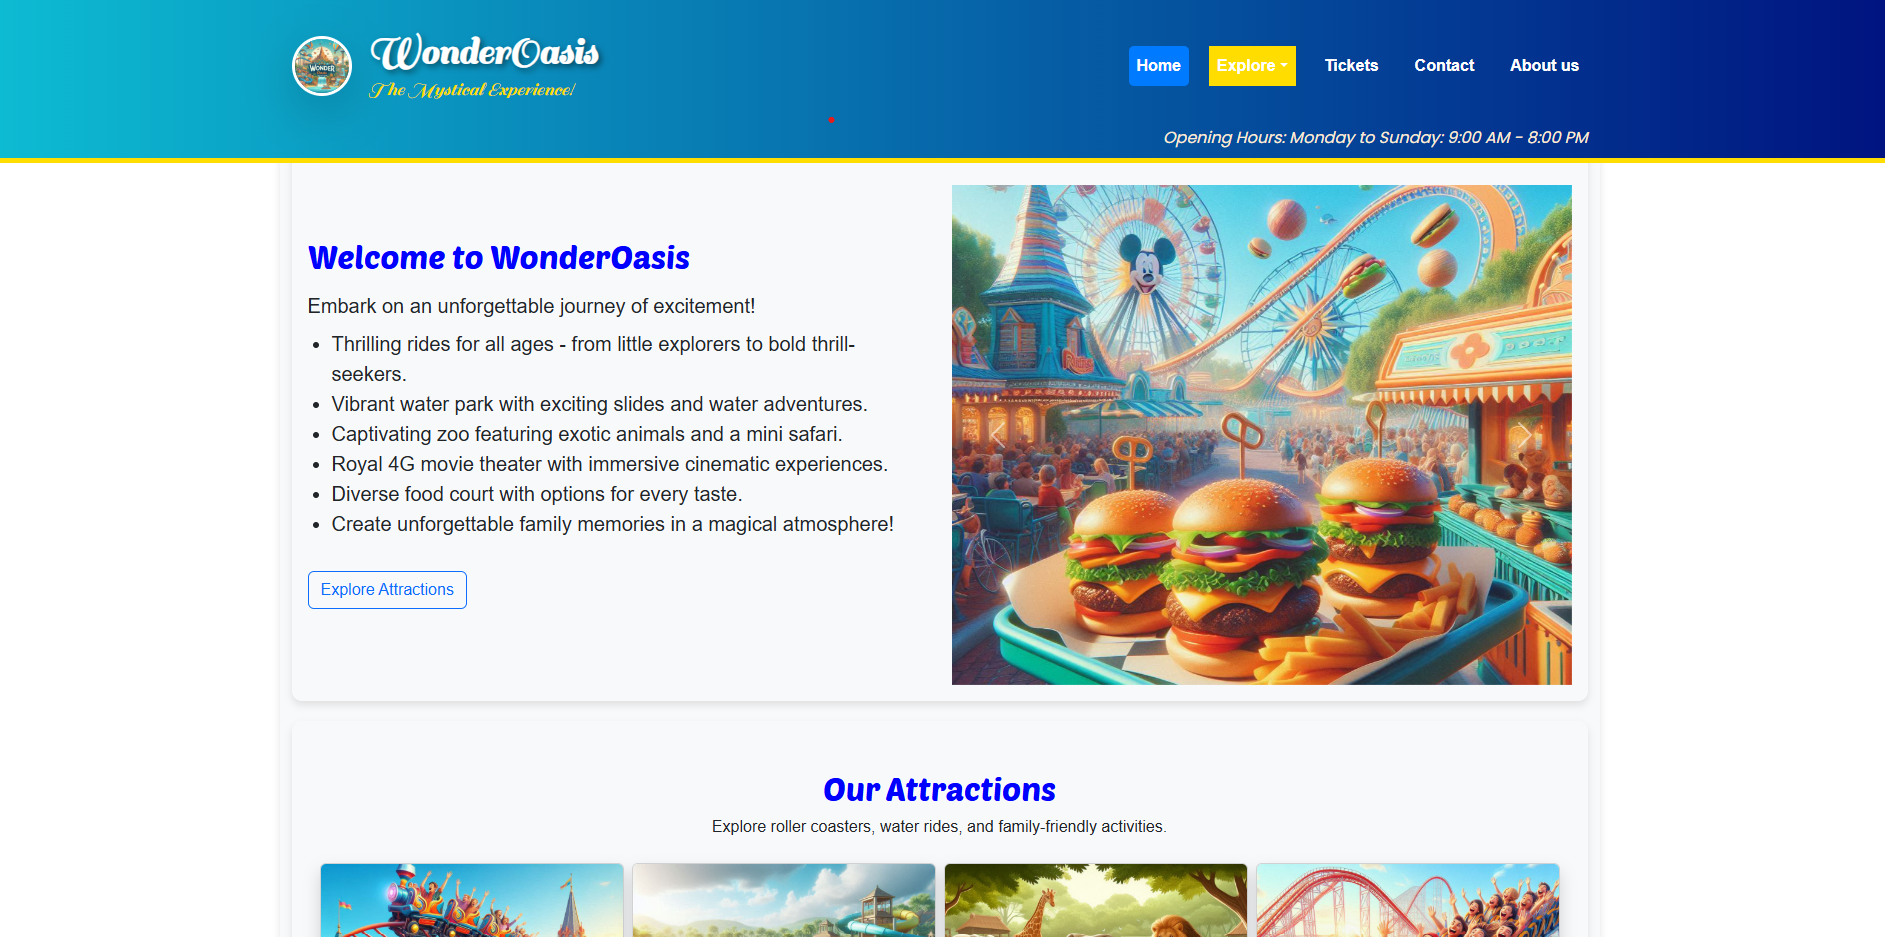 WONDER
WonderOasis
The Mystical Experience!
Home
Explore
Tickets
Contact
About us
Opening Hours: Monday to Sunday: 9:00 AM - 8:00 PM
Welcome to WonderOasis
Embark on an unforgettable journey of excitement!
• Thrilling rides for all ages - from little explorers to bold thrill-
seekers.
• Vibrant water park with exciting slides and water adventures.
• Captivating zoo featuring exotic animals and a mini safari.
• Royal 4G movie theater with immersive cinematic experiences.
• Diverse food court with options for every taste.
• Create unforgettable family memories in a magical atmosphere!
Explore Attractions
Our Attractions
Explore roller coasters, water rides, and family-friendly activities.